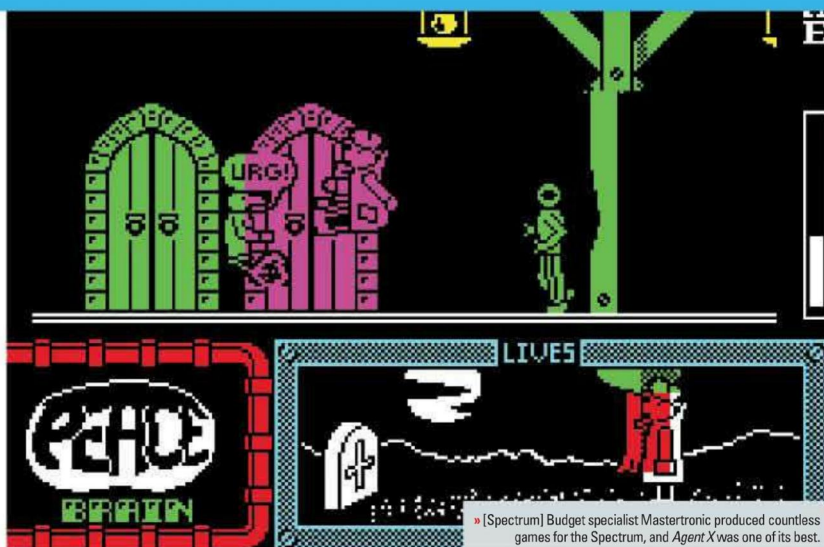 URG!
LIVES
PEACE
BRAIN
» [Spectrum] Budget specialist Mastertronic produced countless
games for the Spectrum, and Agent X was one of its best.